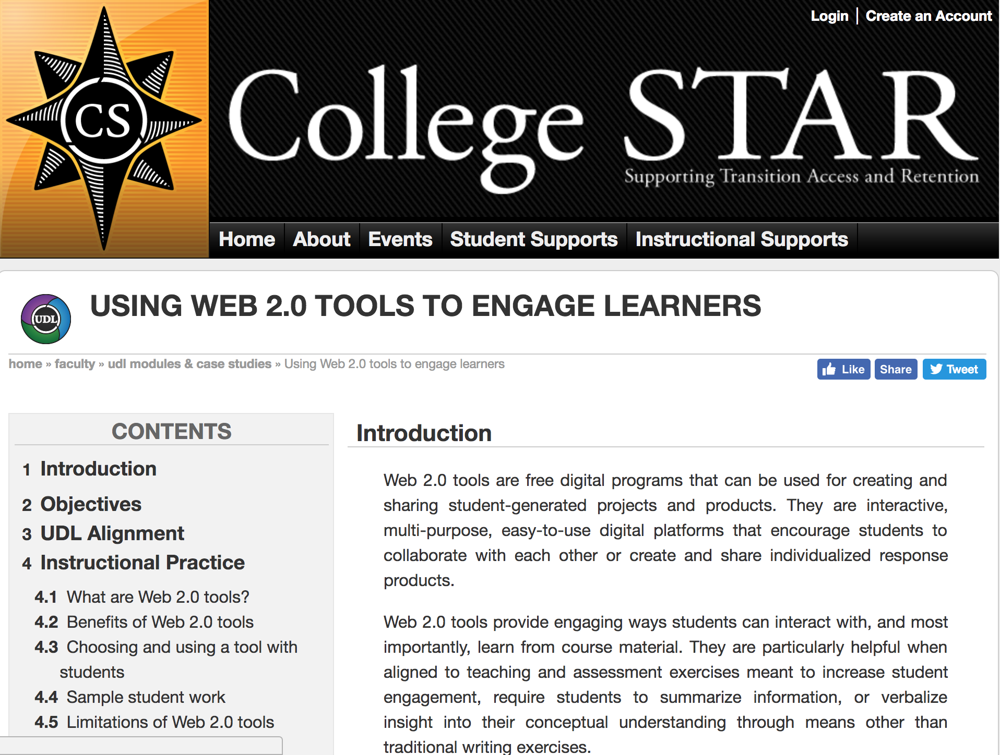 Login | Create an Account
CS
College STAR
Supporting Transition Access and Retention
Home About Events Student Supports Instructional Supports
UDL
USING WEB 2.0 TOOLS TO ENGAGE LEARNERS
home » faculty » udl modules & case studies » Using Web 2.0 tools to engage learners
Like Share Tweet
CONTENTS
1 Introduction
2 Objectives
3 UDL Alignment
4 Instructional Practice
4.1 What are Web 2.0 tools?
4.2 Benefits of Web 2.0 tools
4.3 Choosing and using a tool with
students
4.4 Sample student work
4.5 Limitations of Web 2.0 tools
Introduction
Web 2.0 tools are free digital programs that can be used for creating and
sharing student-generated projects and products. They are interactive,
multi-purpose, easy-to-use digital platforms that encourage students to
collaborate with each other or create and share individualized response
products.
Web 2.0 tools provide engaging ways students can interact with, and most
importantly, learn from course material. They are particularly helpful when
aligned to teaching and assessment exercises meant to increase student
engagement, require students to summarize information, or verbalize
insight into their conceptual understanding through means other than
traditional writing exercises.